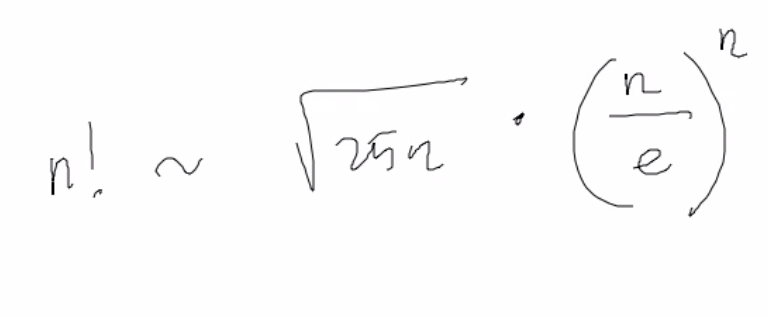 n! ~ √(2πn) · (n/e)^n